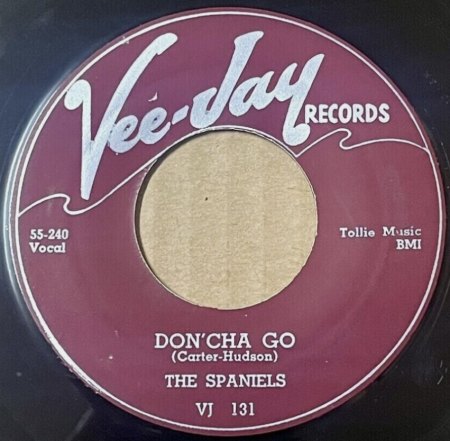 Vee-Jay
RECORDS
55-240
Vocal
Tollie Music
BMI
DON'CHA GO
(Carter-Hudson)
THE SPANIELS
VJ 131